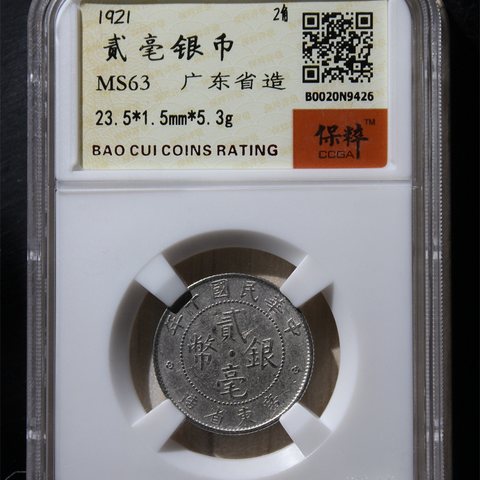 1921 2角
贰毫银币
MS63 广东省造
B0020N9426
23.5*1.5mm*5.3g
保粹 TM
CCGA
BAO CUI COINS RATING
中華民國十年
貳毫
銀幣
廣東省造